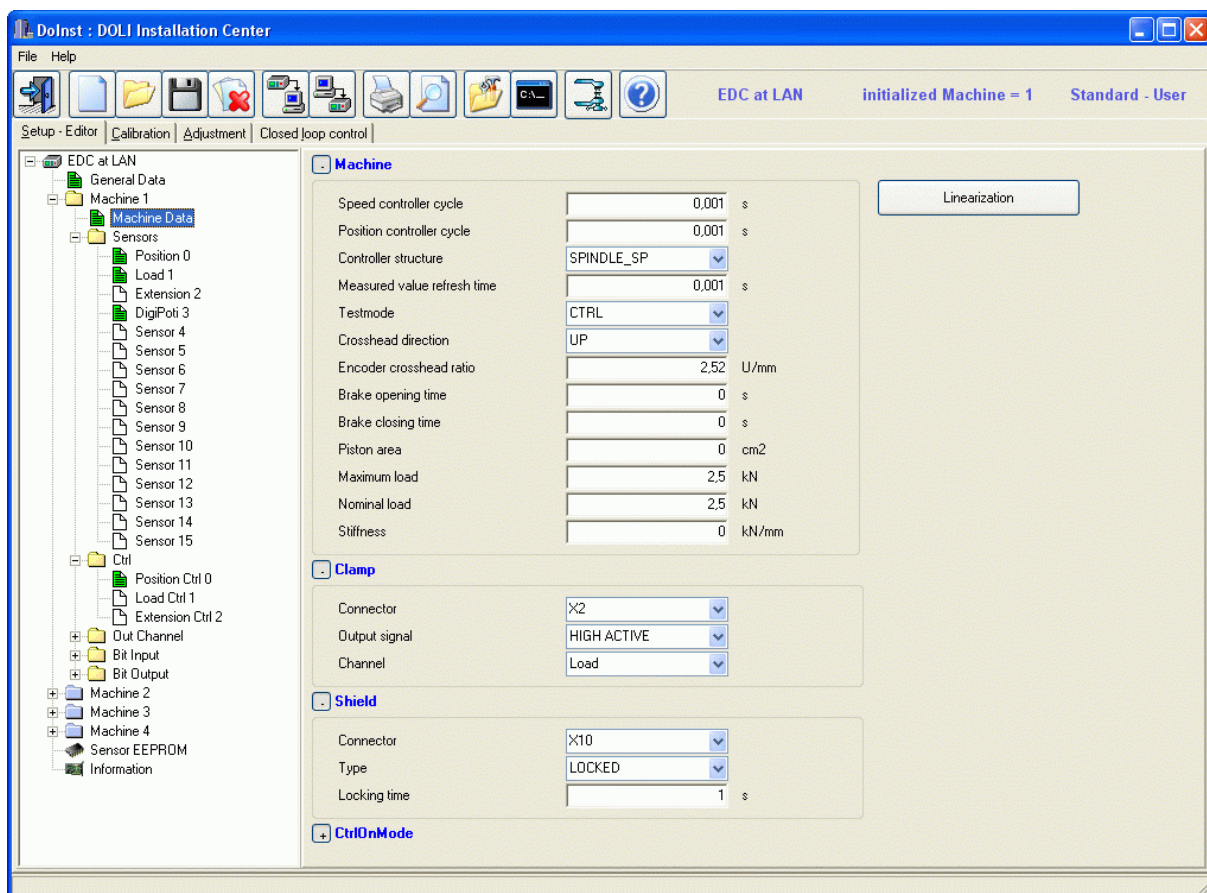 DoInst : DOLI Installation Center
File Help
C:\_
EDC at LAN initialized Machine = 1 Standard - User
Setup - Editor Calibration Adjustment Closed loop control
EDC at LAN
General Data
Machine 1
Machine Data
Sensors
Position 0
Load 1
Extension 2
DigiPoti 3
Sensor 4
Sensor 5
Sensor 6
Sensor 7
Sensor 8
Sensor 9
Sensor 10
Sensor 11
Sensor 12
Sensor 13
Sensor 14
Sensor 15
Ctrl
Position Ctrl 0
Load Ctrl 1
Extension Ctrl 2
Out Channel
Bit Input
Bit Output
Machine 2
Machine 3
Machine 4
Sensor EEPROM
Information
Machine
Linearization
Speed controller cycle 0,001 s
Position controller cycle 0,001 s
Controller structure SPINDLE_SP
Measured value refresh time 0,001 s
Testmode CTRL
Crosshead direction UP
Encoder crosshead ratio 2,52 U/mm
Brake opening time 0 s
Brake closing time 0 s
Piston area 0 cm2
Maximum load 2,5 kN
Nominal load 2,5 kN
Stiffness 0 kN/mm
Clamp
Connector X2
Output signal HIGH ACTIVE
Channel Load
Shield
Connector X10
Type LOCKED
Locking time 1 s
CtrlOnMode